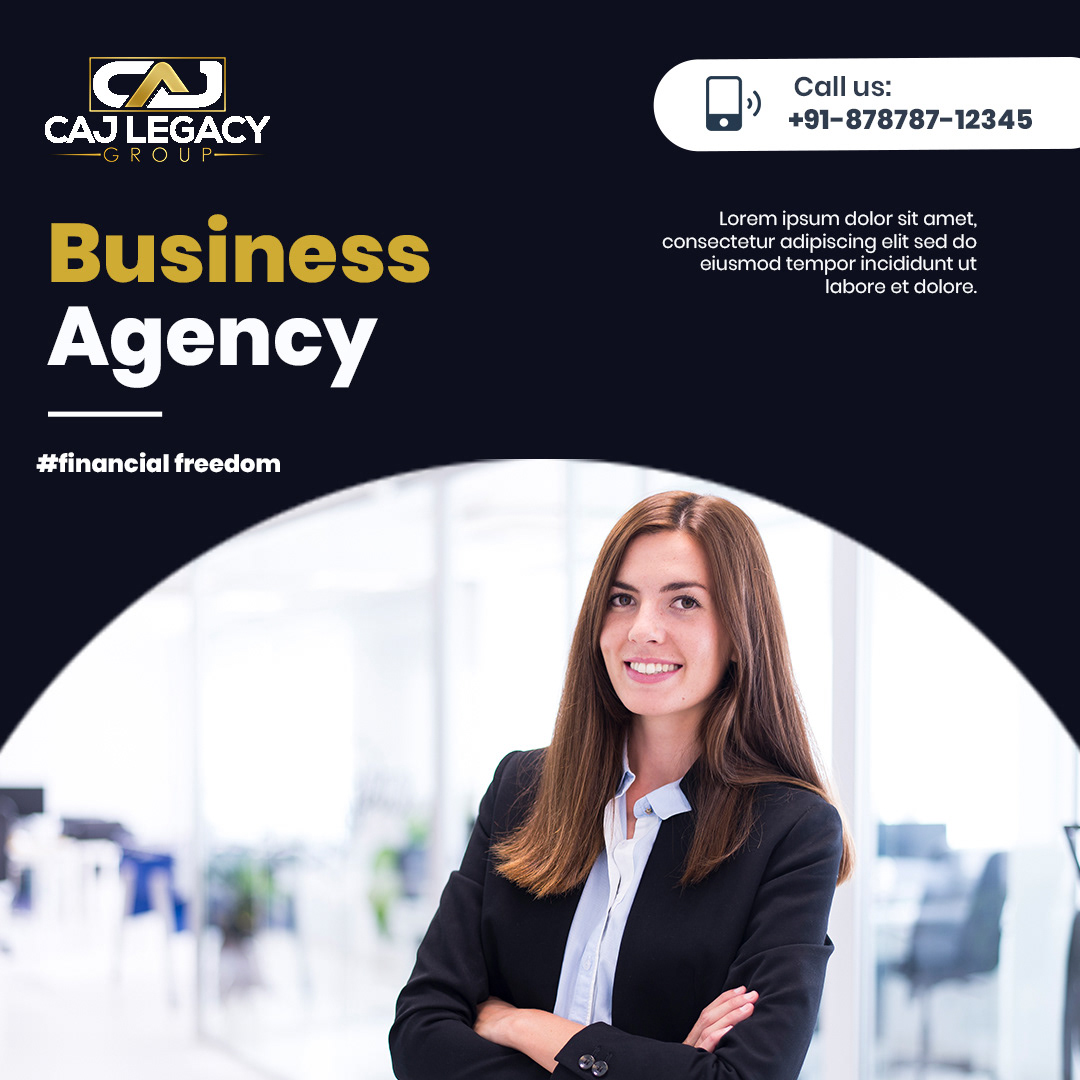 CAJ
CAJ LEGACY
GROUP
Call us:
+91-878787-12345
Business
Agency
Lorem ipsum dolor sit amet,
consectetur adipiscing elit sed do
eiusmod tempor incididunt ut
labore et dolore.
#financial freedom